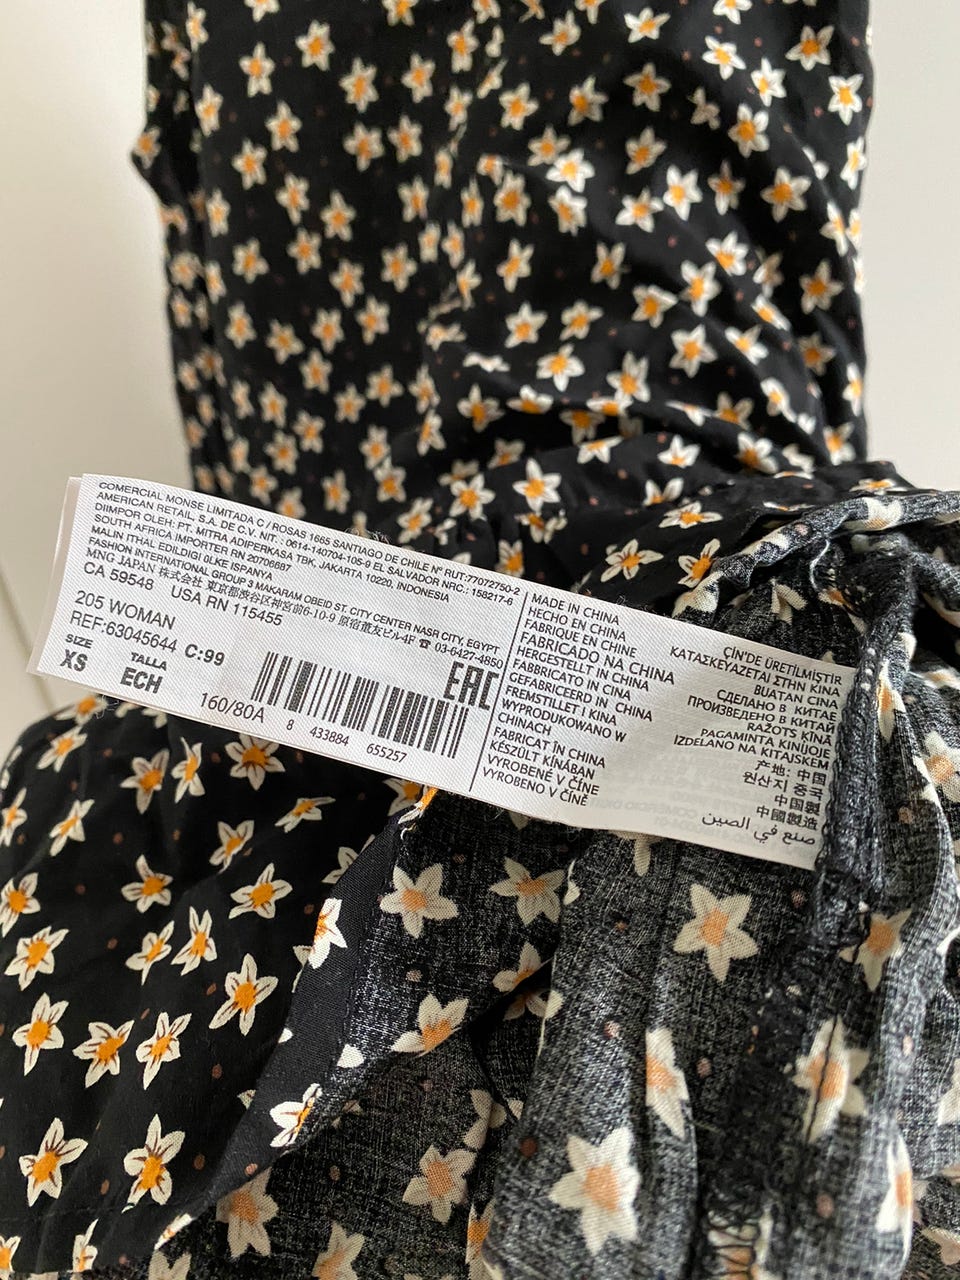 COMERCIAL MONSE LIMITADA C / ROSAS 1665 SANTIAGO DE CHILE Nº RUT:77072750-2
AMERICAN RETAIL, S.A. DE C.V. NIT. : 0614-140704-105-9 EL SALVADOR NRC.: 158217-6
DIIMPOR OLEH: PT. MITRA ADIPERKASA TBK, JAKARTA 10220, INDONESIA
SOUTH AFRICA IMPORTER RN 20706687
MALIN ITHAL EDILDIGI ULKE ISPANYA
FASHION INTERNATIONAL GROUP 3 MAKARAM OBEID ST. CITY CENTER NASR CITY, EGYPT
MNG JAPAN 株式会社 東京都渋谷区神宮前6-10-9 原宿董友ビル4F ☎ 03-6427-4850
CA 59548 USA RN 115455
205 WOMAN
REF:63045644 C:99
SIZE
XS
TALLA
ECH
160/80A
EAC
8 433884 655257
MADE IN CHINA
HECHO EN CHINA
FABRIQUE EN CHINE
FABRICADO NA CHINA
HERGESTELLT IN CHINA
FABBRICATO IN CINA
GEFABRICEERD IN CHINA
FREMSTILLET I KINA
WYPRODUKOWANO W
CHINACH
FABRICAT ÎN CHINA
KÉSZÜLT KÍNÁBAN
VYROBENÉ V ČÍNE
VYROBENO V ČÍNĚ
ÇİN'DE ÜRETİLMİŞTİR
ΚΑΤΑΣΚΕΥΑΖΕΤΑΙ ΣΤΗΝ ΚΙΝΑ
BUATAN CINA
СДЕЛАНО В КИТАЕ
ПРОИЗВЕДЕНО В КИТАЙ
RAŽOTS ĶĪNĀ
PAGAMINTA KINIJOJE
IZDELANO NA KITAJSKEM
产地: 中国
원산지 중국
中国製
中國製造
صنع في الصين